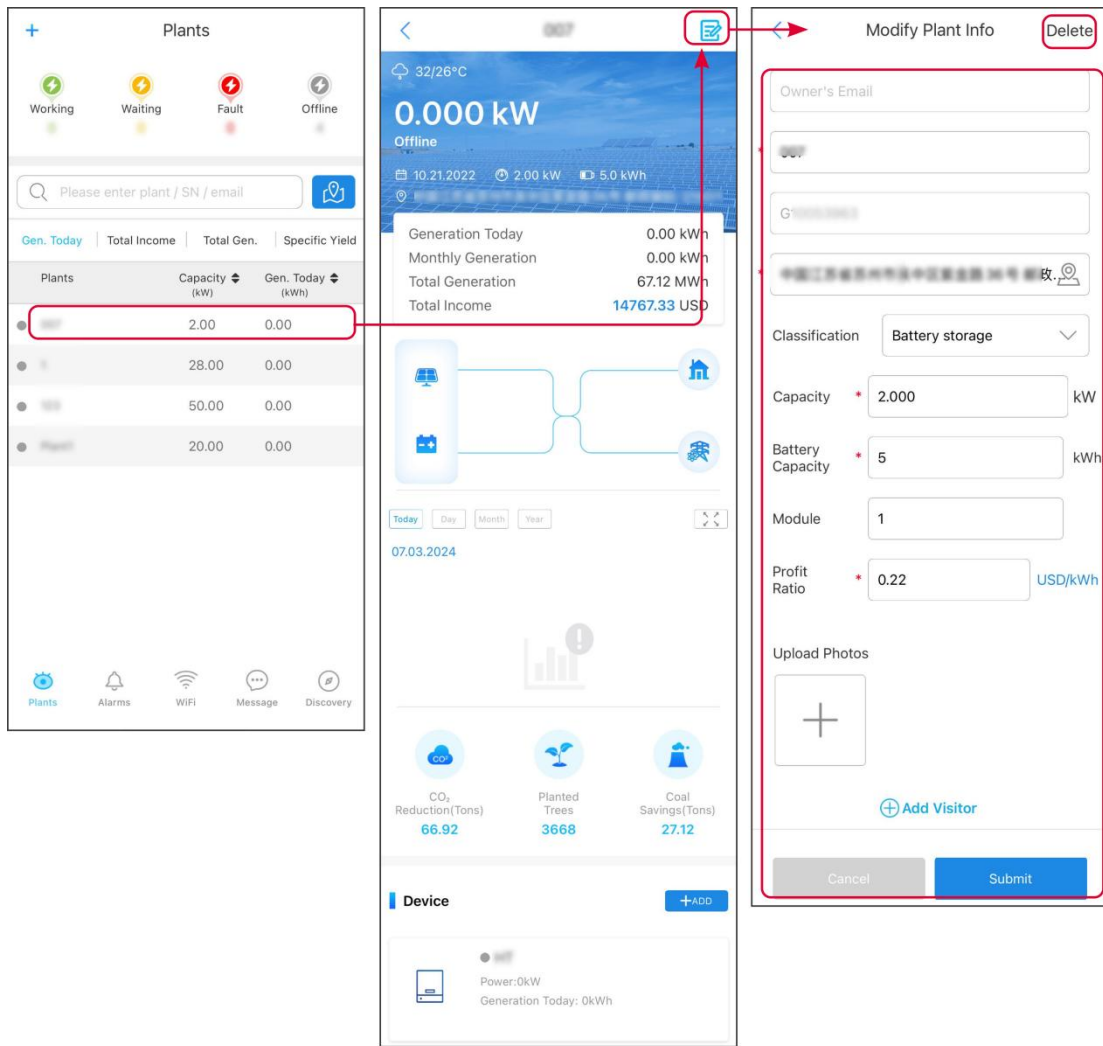 Plants
Working
Waiting
Fault
Offline
Please enter plant / SN / email
Gen. Today
Total Income
Total Gen.
Specific Yield
Plants
Capacity
(kW)
Gen. Today
(kWh)
2.00 0.00
28.00 0.00
50.00 0.00
20.00 0.00
Plants
Alarms
WiFi
Message
Discovery
007
32/26°C
0.000 kW
Offline
10.21.2022 2.00 kW 5.0 kWh
Generation Today 0.00 kWh
Monthly Generation 0.00 kWh
Total Generation 67.12 MWh
Total Income 14767.33 USD
Today
Day
Month
Year
07.03.2024
CO₂
Reduction(Tons)
66.92
Planted
Trees
3668
Coal
Savings(Tons)
27.12
Device
+ADD
Power:0kW
Generation Today: 0kWh
Modify Plant Info
Delete
Owner's Email
* 007
G
*
政.
Classification
Battery storage
Capacity * 2.000 kW
Battery
Capacity
* 5 kWh
Module 1
Profit
Ratio
* 0.22 USD/kWh
Upload Photos
Add Visitor
Cancel
Submit